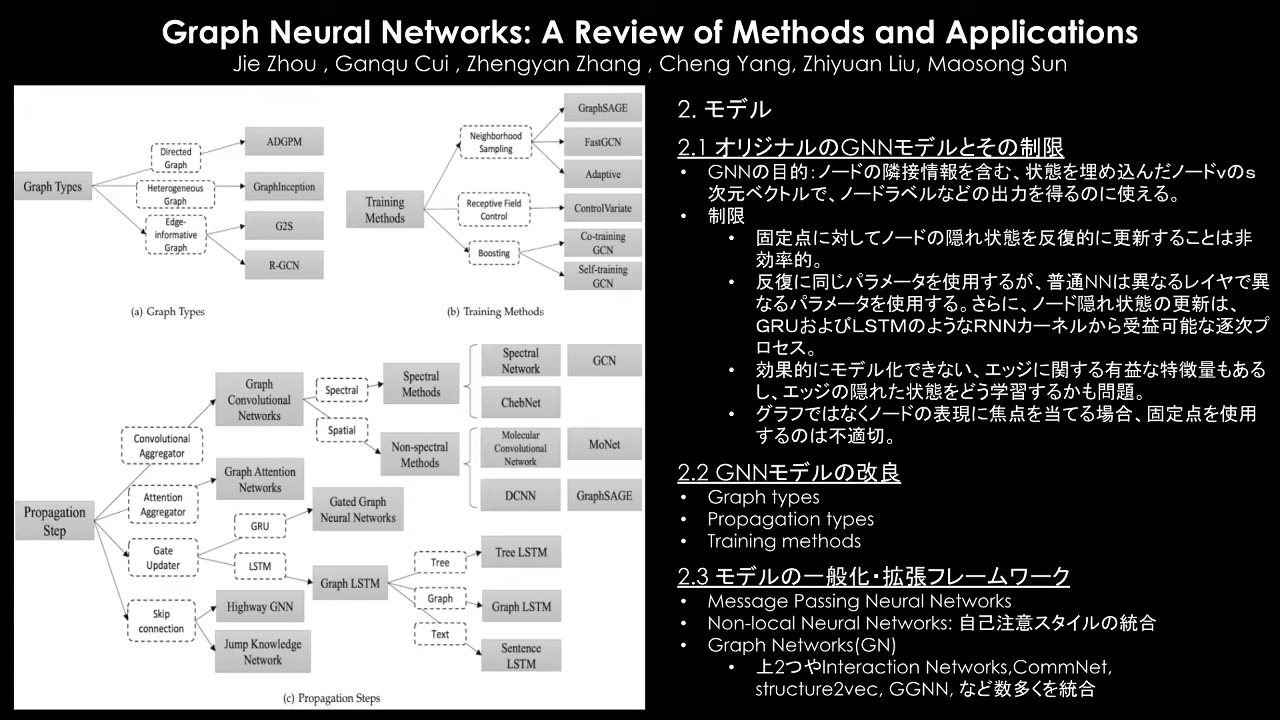 Graph Neural Networks: A Review of Methods and Applications
Jie Zhou , Ganqu Cui , Zhengyan Zhang , Cheng Yang, Zhiyuan Liu, Maosong Sun
Graph Types
Directed
Graph
Heterogeneous
Graph
Edge-
informative
Graph
ADGPM
GraphInception
G2S
R-GCN
(a) Graph Types
Training
Methods
Neighborhood
Sampling
Receptive Field
Control
Boosting
GraphSAGE
FastGCN
Adaptive
ControlVariate
Co-training
GCN
Self-training
GCN
(b) Training Methods
Propagation
Step
Convolutional
Aggregator
Attention
Aggregator
Gate
Updater
Skip
connection
Graph
Convolutional
Networks
Graph Attention
Networks
GRU
LSTM
Highway GNN
Jump Knowledge
Network
Spectral
Spatial
Gated Graph
Neural Networks
Graph LSTM
Spectral
Methods
Non-spectral
Methods
Tree
Graph
Text
Spectral
Network
GCN
ChebNet
Molecular
Convolutional
Network
MoNet
DCNN
GraphSAGE
Tree LSTM
Graph LSTM
Sentence
LSTM
(c) Propagation Steps
2. モデル
2.1 オリジナルのGNNモデルとその制限
• GNNの目的：ノードの隣接情報を含む、状態を埋め込んだノードvのｓ
次元ベクトルで、ノードラベルなどの出力を得るのに使える。
• 制限
• 固定点に対してノードの隠れ状態を反復的に更新することは非
効率的。
• 反復に同じパラメータを使用するが、普通NNは異なるレイヤで異
なるパラメータを使用する。さらに、ノード隠れ状態の更新は、
ＧＲＵおよびＬＳＴＭのようなＲＮＮカーネルから受益可能な逐次プ
ロセス。
• 効果的にモデル化できない、エッジに関する有益な特徴量もある
し、エッジの隠れた状態をどう学習するかも問題。
• グラフではなくノードの表現に焦点を当てる場合、固定点を使用
するのは不適切。
2.2 GNNモデルの改良
• Graph types
• Propagation types
• Training methods
2.3 モデルの一般化・拡張フレームワーク
• Message Passing Neural Networks
• Non-local Neural Networks: 自己注意スタイルの統合
• Graph Networks(GN)
• 上2つやInteraction Networks,CommNet,
structure2vec, GGNN, など数多くを統合